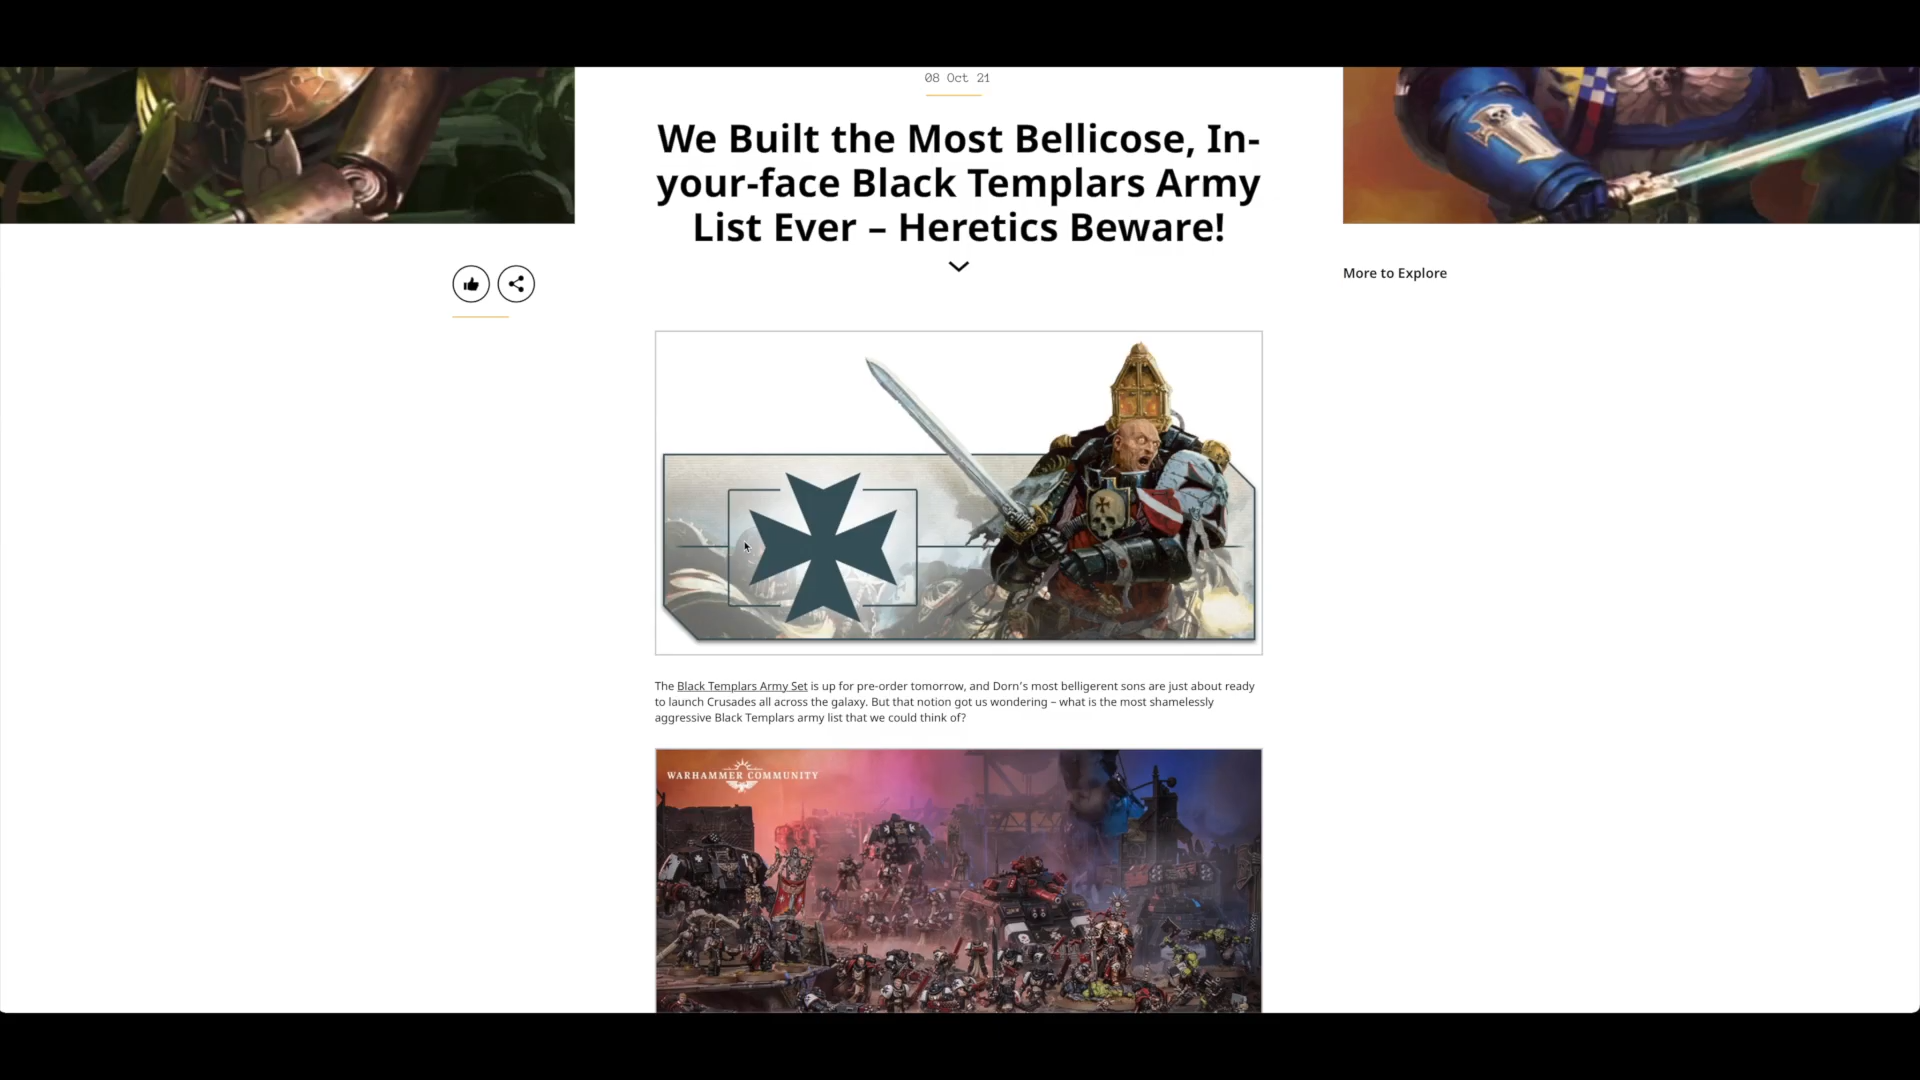 08 Oct 21
We Built the Most Bellicose, In-
your-face Black Templars Army
List Ever – Heretics Beware!
More to Explore
The Black Templars Army Set is up for pre-order tomorrow, and Dorn’s most belligerent sons are just about ready
to launch Crusades all across the galaxy. But that notion got us wondering – what is the most shamelessly
aggressive Black Templars army list that we could think of?
WARHAMMER COMMUNITY